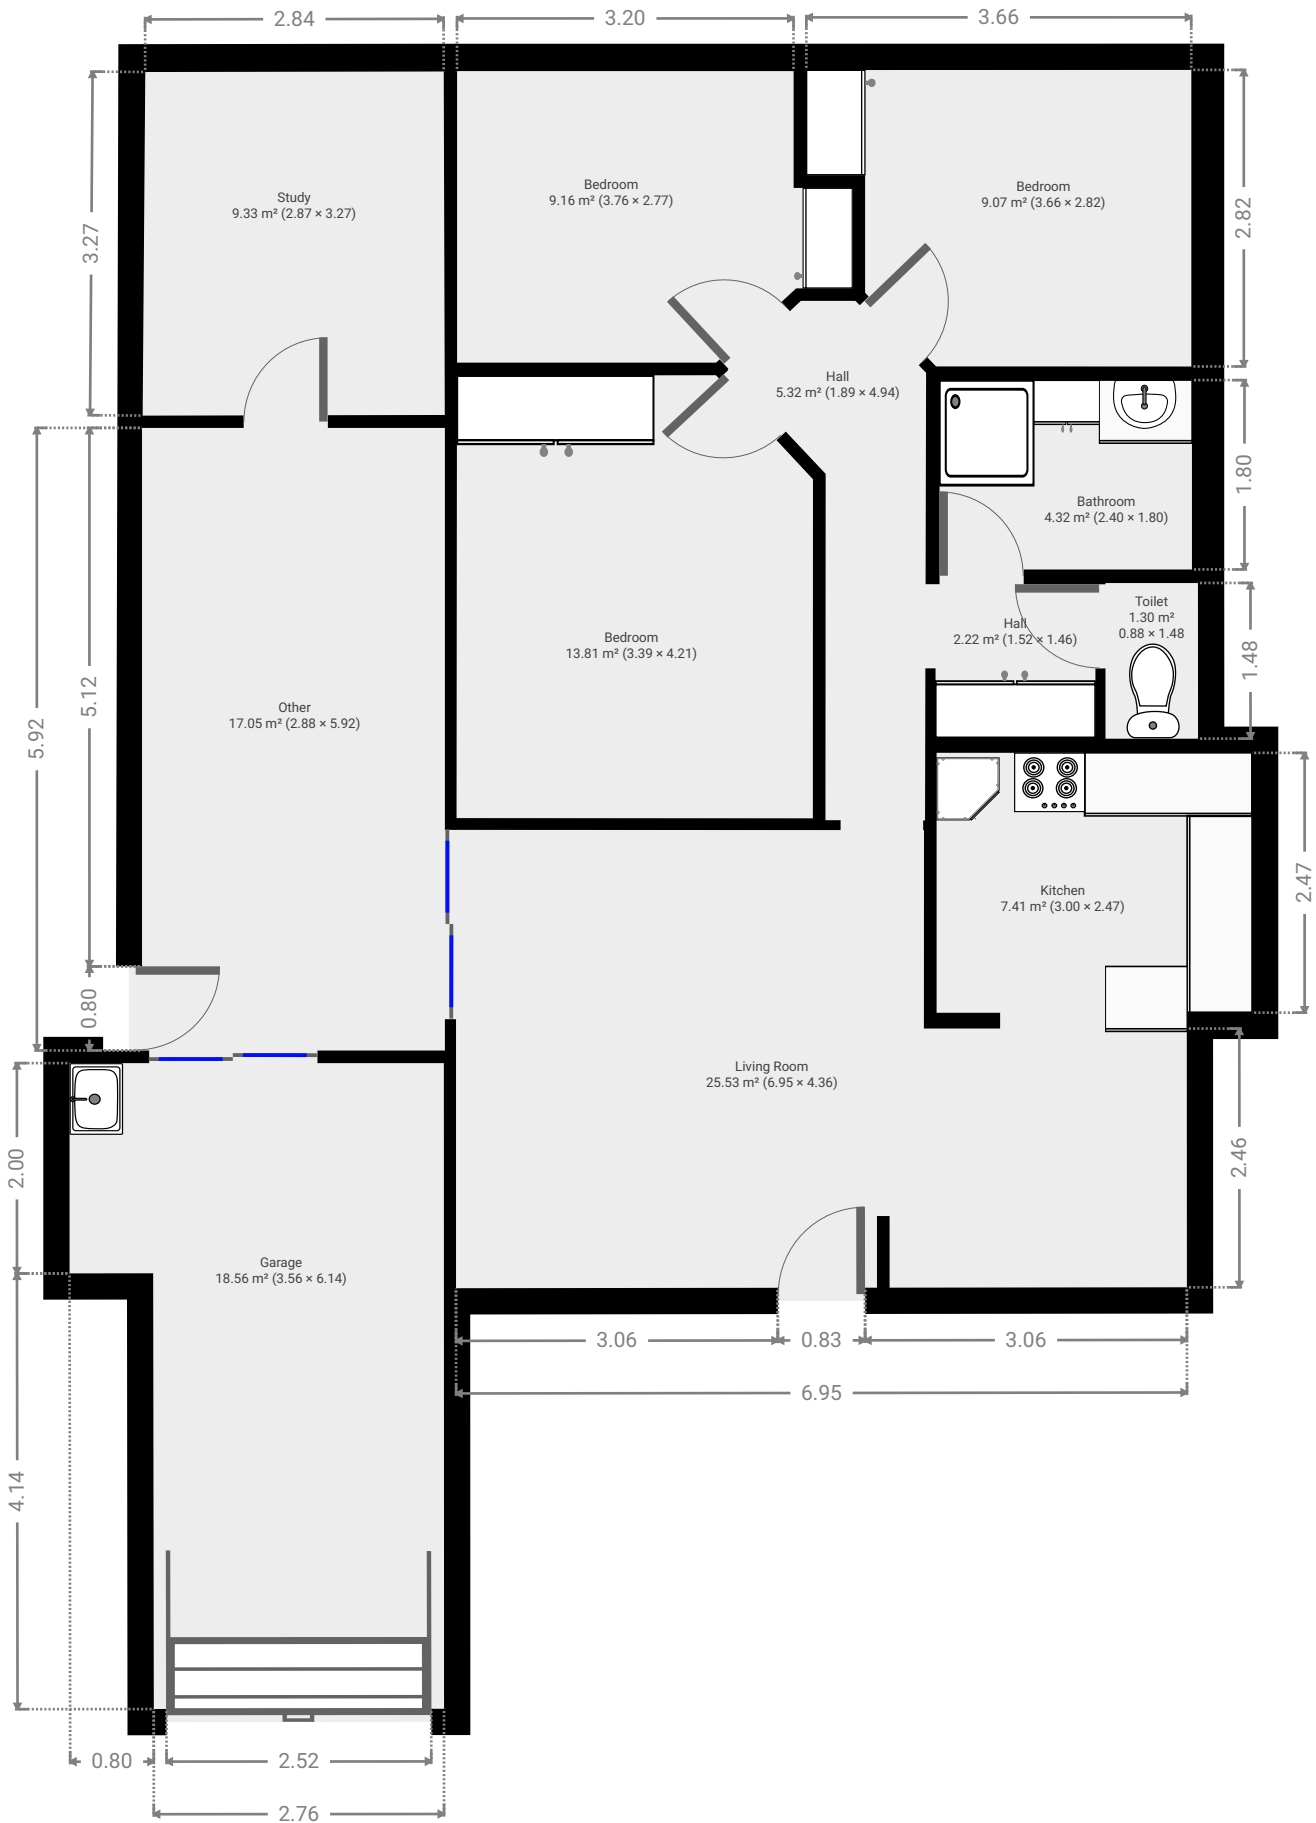 2.84
3.20
3.66
Study
9.33 m² (2.87 × 3.27)
Bedroom
9.16 m² (3.76 × 2.77)
Bedroom
9.07 m² (3.66 × 2.82)
3.27
2.82
Hall
5.32 m² (1.89 × 4.94)
1.80
Bathroom
4.32 m² (2.40 × 1.80)
Toilet
1.30 m²
0.88 × 1.48
Hall
2.22 m² (1.52 × 1.46)
Bedroom
13.81 m² (3.39 × 4.21)
1.48
5.12
5.92
Other
17.05 m² (2.88 × 5.92)
Kitchen
7.41 m² (3.00 × 2.47)
2.47
0.80
Living Room
25.53 m² (6.95 × 4.36)
2.00
2.46
Garage
18.56 m² (3.56 × 6.14)
3.06
0.83
3.06
6.95
4.14
0.80
2.52
2.76